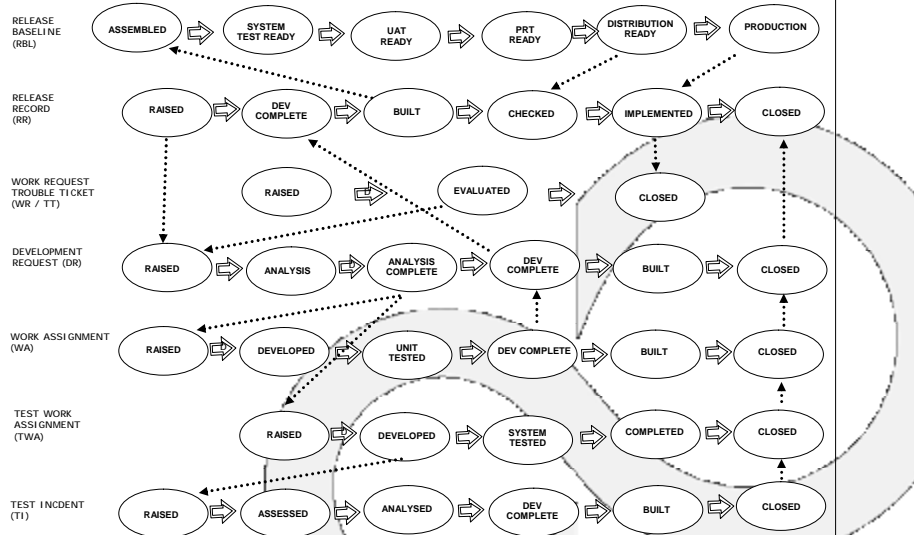 RELEASE
BASELINE
(RBL)
ASSEMBLED
SYSTEM
TEST READY
UAT
READY
PRT
READY
DISTRIBUTION
READY
PRODUCTION
RELEASE
RECORD
(RR)
RAISED
DEV
COMPLETE
BUILT
CHECKED
IMPLEMENTED
CLOSED
WORK REQUEST
TROUBLE TICKET
(WR / TT)
RAISED
EVALUATED
CLOSED
DEVELOPMENT
REQUEST (DR)
RAISED
ANALYSIS
ANALYSIS
COMPLETE
DEV
COMPLETE
BUILT
CLOSED
WORK ASSIGNMENT
(WA)
RAISED
DEVELOPED
UNIT
TESTED
DEV COMPLETE
BUILT
CLOSED
TEST WORK
ASSIGNMENT
(TWA)
RAISED
DEVELOPED
SYSTEM
TESTED
COMPLETED
CLOSED
TEST INCDENT
(TI)
RAISED
ASSESSED
ANALYSED
DEV
COMPLETE
BUILT
CLOSED